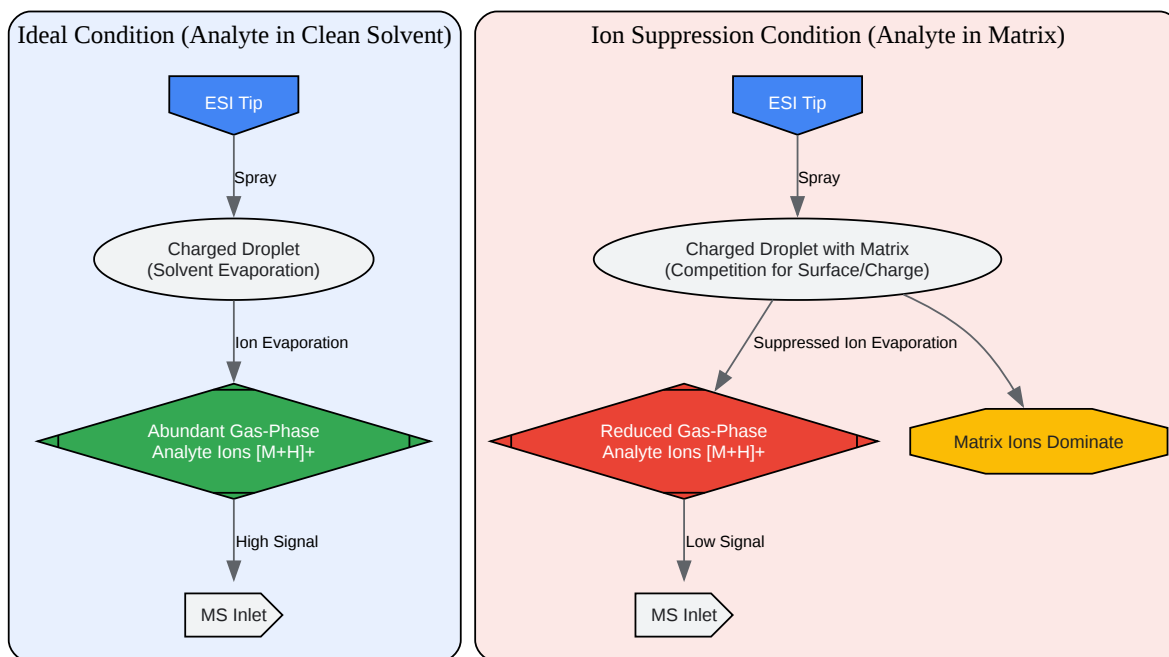 Ideal Condition (Analyte in Clean Solvent)
ESI Tip
Spray
Charged Droplet
(Solvent Evaporation)
Ion Evaporation
Abundant Gas-Phase
Analyte Ions [M+H]+
High Signal
MS Inlet
Ion Suppression Condition (Analyte in Matrix)
ESI Tip
Spray
Charged Droplet with Matrix
(Competition for Surface/Charge)
Suppressed Ion Evaporation
Reduced Gas-Phase
Analyte Ions [M+H]+
Matrix Ions Dominate
Low Signal
MS Inlet